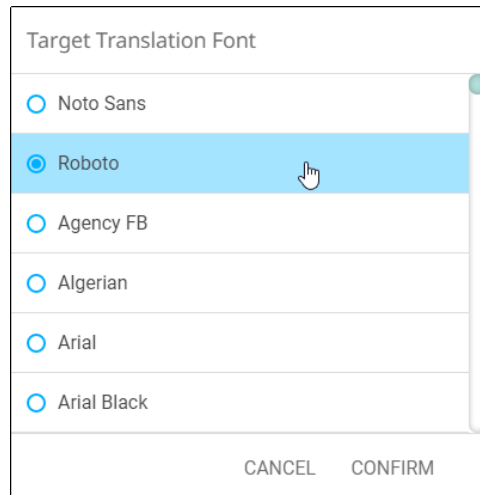 Target Translation Font
Noto Sans
Roboto
Agency FB
Algerian
Arial
Arial Black
CANCEL CONFIRM